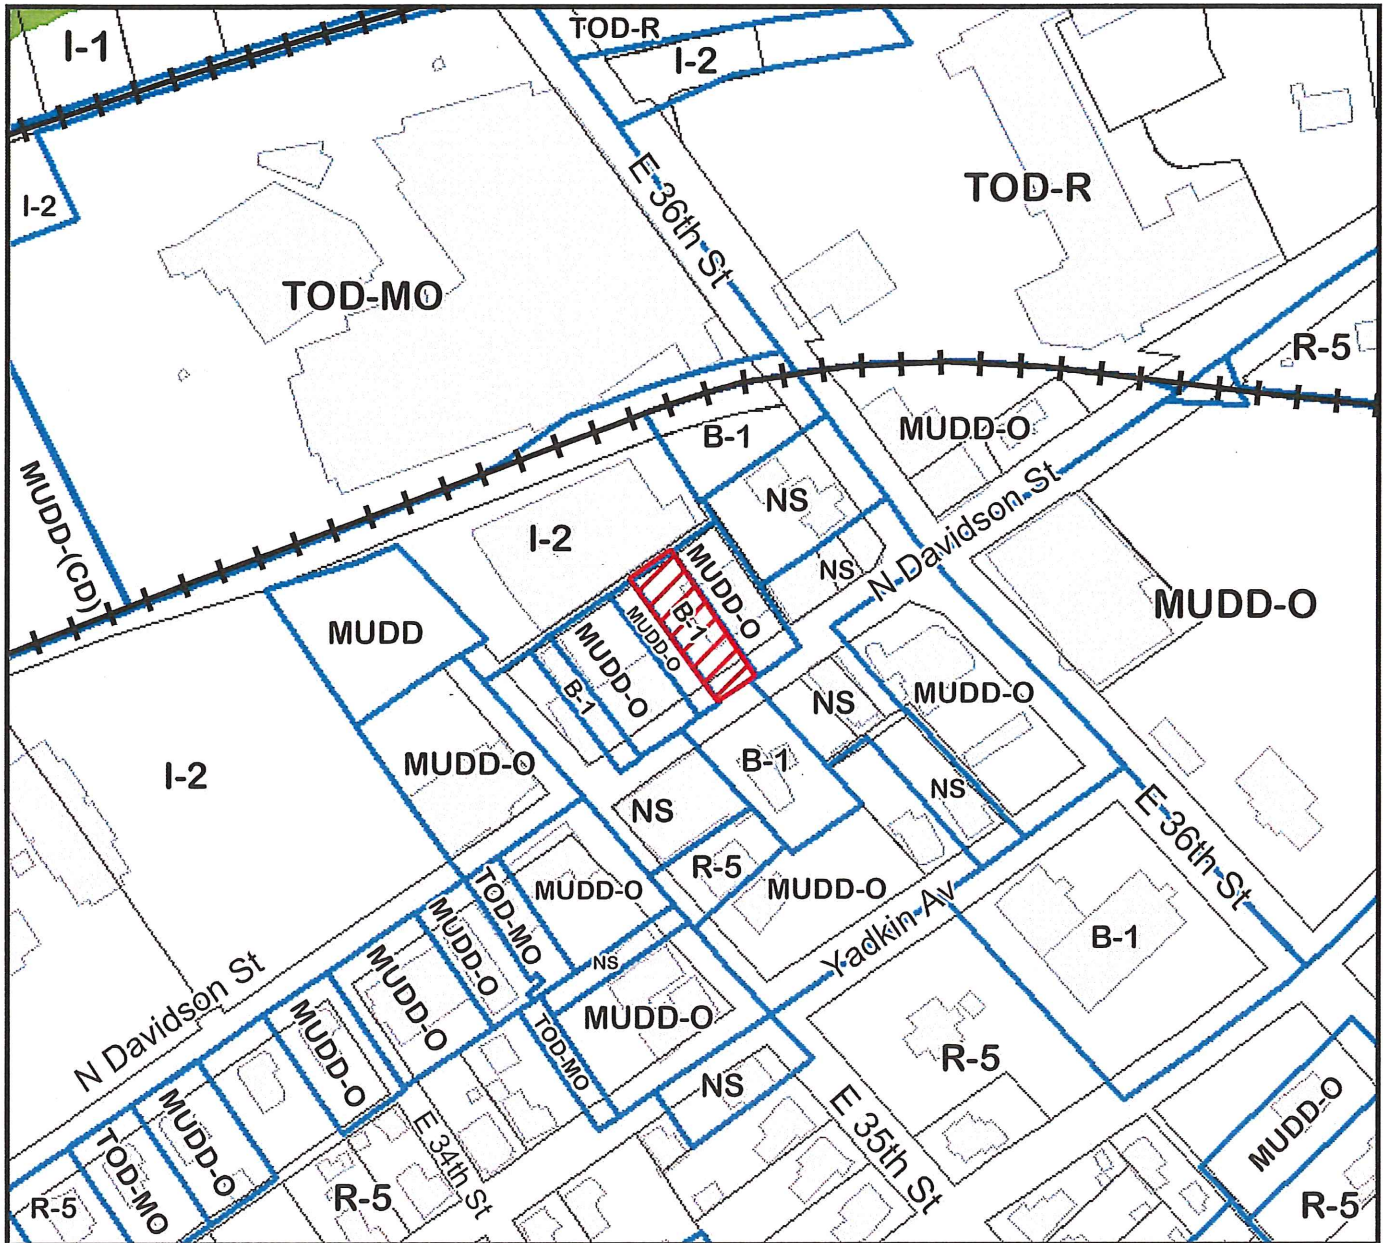 I-1
TOD-R
I-2
I-2
E 36th St
TOD-R
TOD-MO
R-5
B-1
MUDD-O
NS
MUDD-(CD)
I-2
NS
N Davidson St
MUDD-O
MUDD-O
B-1
MUDD-O
MUDD
MUDD-O
B-1
NS
MUDD-O
MUDD-O
B-1
I-2
NS
NS
E 36th St
R-5
MUDD-O
MUDD-O
TOD-MO
MUDD-O
Yadkin Av
B-1
NS
MUDD-O
N Davidson St
MUDD-O
MUDD-O
TOD-MO
R-5
NS
MUDD-O
E 34th St
E 35th St
MUDD-O
TOD-MO
R-5
R-5
R-5